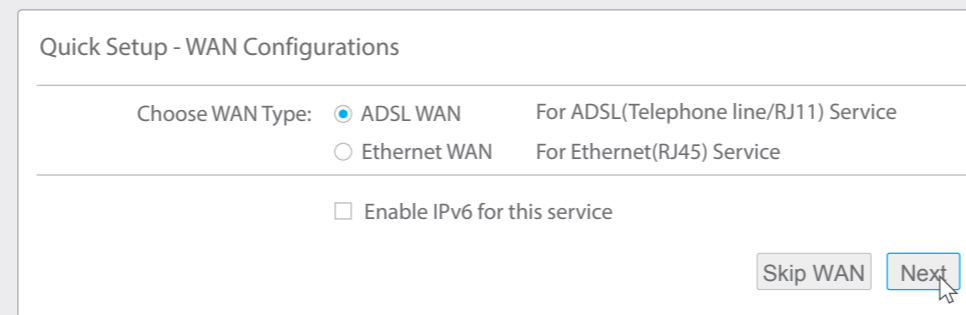 Quick Setup - WAN Configurations
Choose WAN Type: ADSL WAN For ADSL(Telephone line/RJ11) Service
Ethernet WAN For Ethernet(RJ45) Service
Enable IPv6 for this service
Skip WAN Next